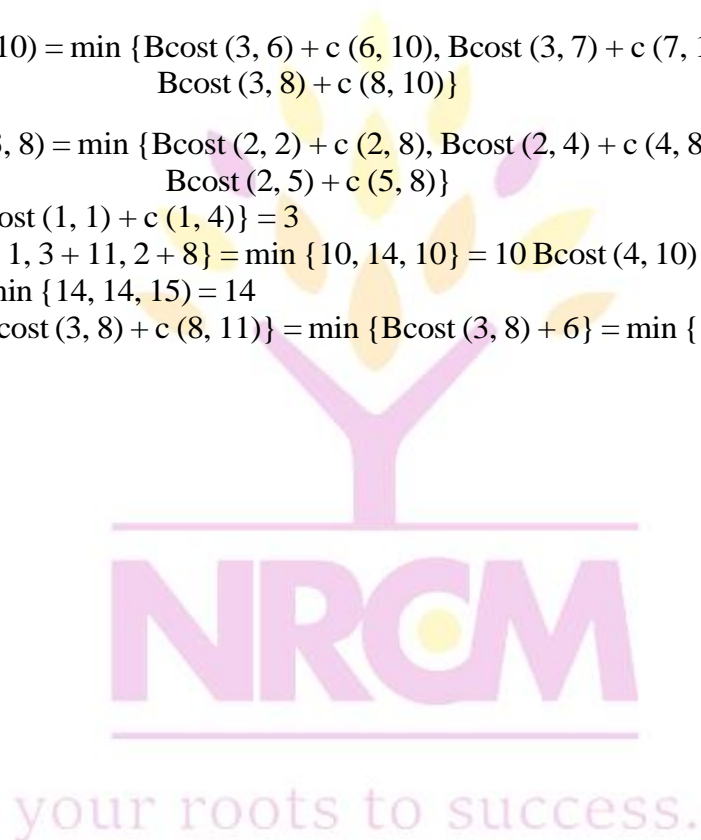 10) = min {Bcost (3, 6) + c (6, 10), Bcost (3, 7) + c (7, 1
Bcost (3, 8) + c (8, 10)}
, 8) = min {Bcost (2, 2) + c (2, 8), Bcost (2, 4) + c (4, 8
Bcost (2, 5) + c (5, 8)}
ost (1, 1) + c (1, 4)} = 3
1, 3 + 11, 2 + 8} = min {10, 14, 10} = 10 Bcost (4, 10)
in {14, 14, 15) = 14
cost (3, 8) + c (8, 11)} = min {Bcost (3, 8) + 6} = min {
NRCM
your roots to success.